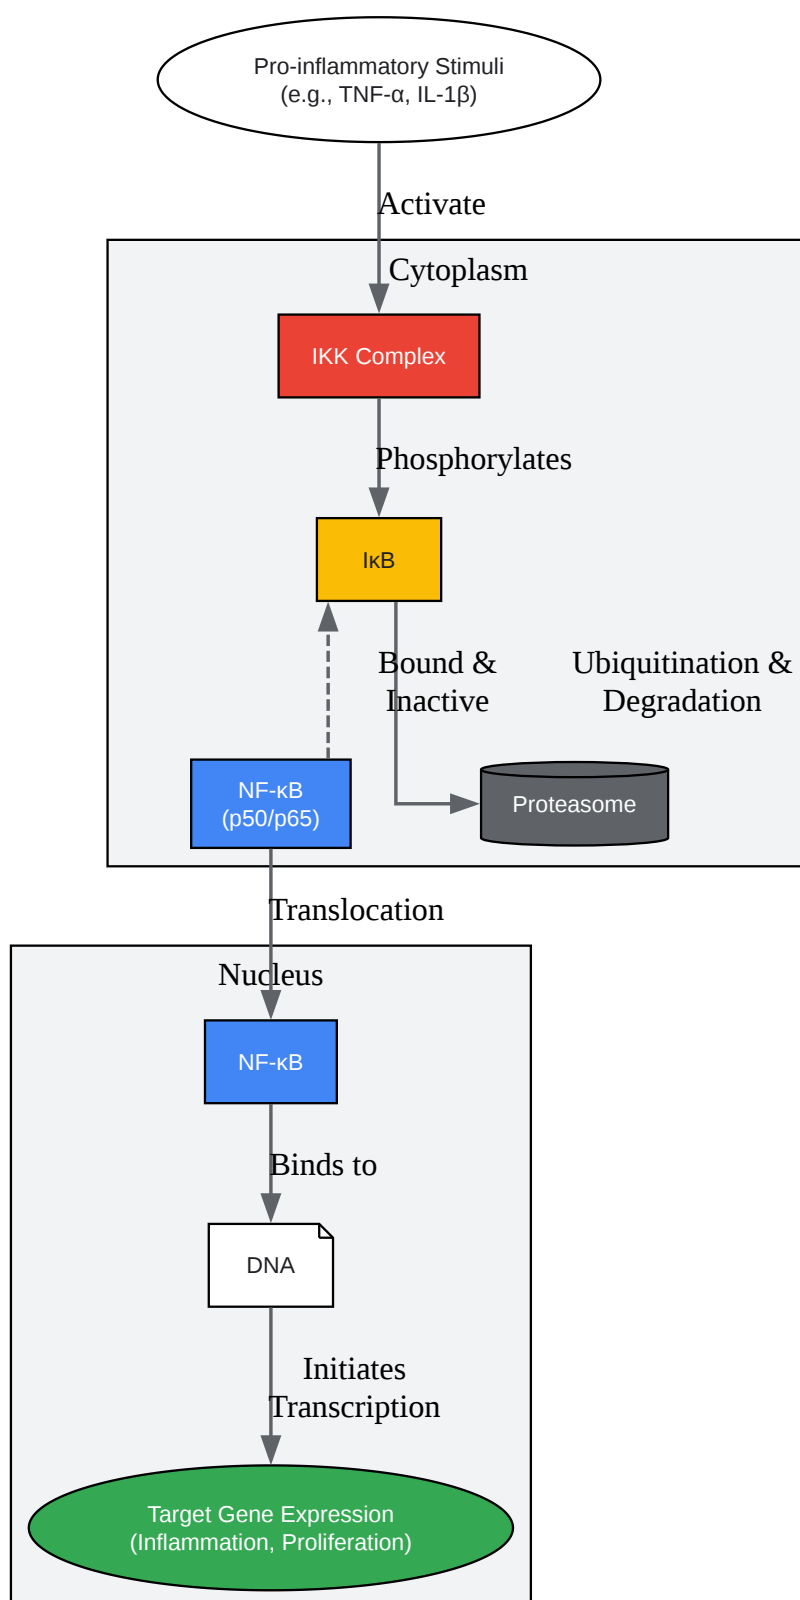 Pro-inflammatory Stimuli
(e.g., TNF-α, IL-1β)
Activate
Cytoplasm
IKK Complex
Phosphorylates
IκB
Bound &
Inactive
Ubiquitination &
Degradation
NF-κB
(p50/p65)
Proteasome
Translocation
Nucleus
NF-κB
Binds to
DNA
Initiates
Transcription
Target Gene Expression
(Inflammation, Proliferation)